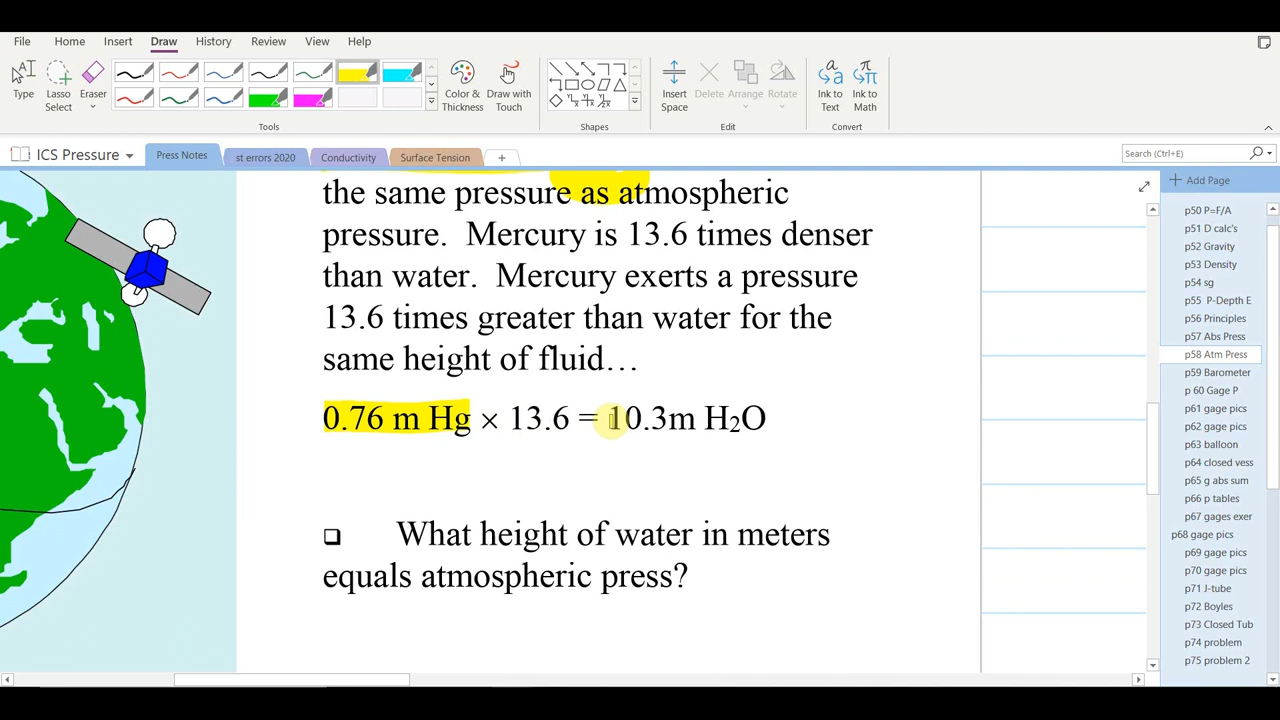 File Home Insert Draw History Review View Help
Type Lasso Select Eraser Color & Thickness Draw with Touch Insert Space Delete Arrange Rotate Ink to Text Ink to Math
Tools Shapes Edit Convert
ICS Pressure Press Notes st errors 2020 Conductivity Surface Tension + Search (Ctrl+E)
the same pressure as atmospheric
pressure. Mercury is 13.6 times denser
than water. Mercury exerts a pressure
13.6 times greater than water for the
same height of fluid…
0.76 m Hg × 13.6 = 10.3m H₂O
❑ What height of water in meters
equals atmospheric press?
Add Page
p50 P=F/A
p51 D calc's
p52 Gravity
p53 Density
p54 sg
p55 P-Depth E
p56 Principles
p57 Abs Press
p58 Atm Press
p59 Barometer
p 60 Gage P
p61 gage pics
p62 gage pics
p63 balloon
p64 closed vess
p65 g abs sum
p66 p tables
p67 gages exer
p68 gage pics
p69 gage pics
p70 gage pics
p71 J-tube
p72 Boyles
p73 Closed Tub
p74 problem
p75 problem 2